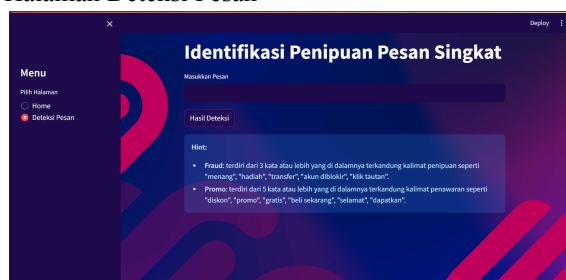 Halaman Deteksi Pesan
Deploy
Identifikasi Penipuan Pesan Singkat
Menu
Masukkan Pesan
Pilih Halaman
Home
Deteksi Pesan
Hasil Deteksi
Hint:
Fraud: terdiri dari 3 kata atau lebih yang di dalamnya terkandung kalimat penipuan seperti
"menang", "hadiah", "transfer", "akun diblokir", "klik tautan".
Promo: terdiri dari 5 kata atau lebih yang di dalamnya terkandung kalimat penawaran seperti
"diskon", "promo", "gratis", "beli sekarang", "selamat", "dapatkan".